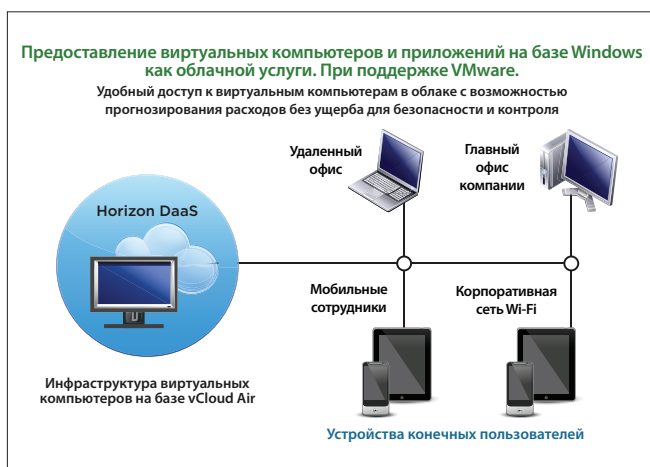 Предоставление виртуальных компьютеров и приложений на базе Windows
как облачной услуги. При поддержке VMware.
Удобный доступ к виртуальным компьютерам в облаке с возможностью
прогнозирования расходов без ущерба для безопасности и контроля
Удаленный
офис
Главный
офис
компании
Horizon DaaS
Мобильные
сотрудники
Корпоративная
сеть Wi-Fi
Инфраструктура виртуальных
компьютеров на базе vCloud Air
Устройства конечных пользователей